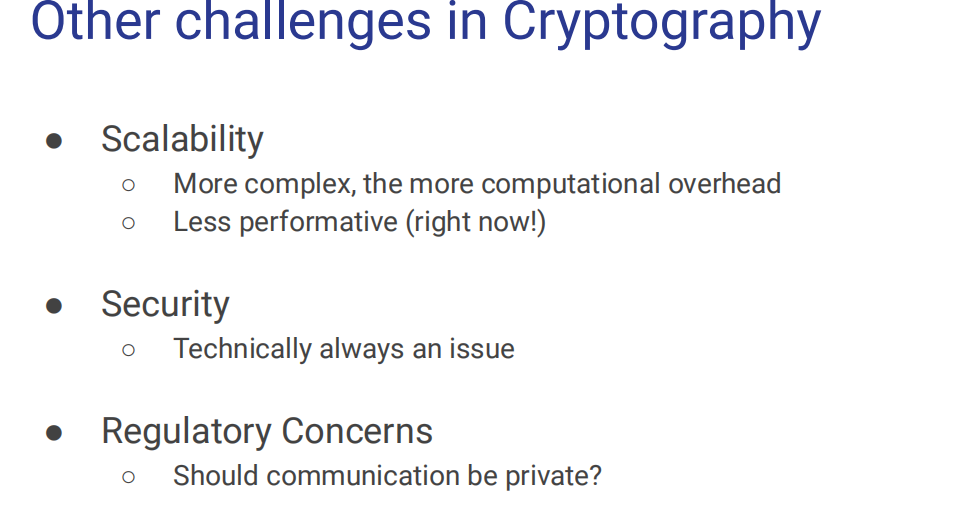 Other challenges in Cryptography
● Scalability
○ More complex, the more computational overhead
○ Less performative (right now!)
● Security
○ Technically always an issue
● Regulatory Concerns
○ Should communication be private?